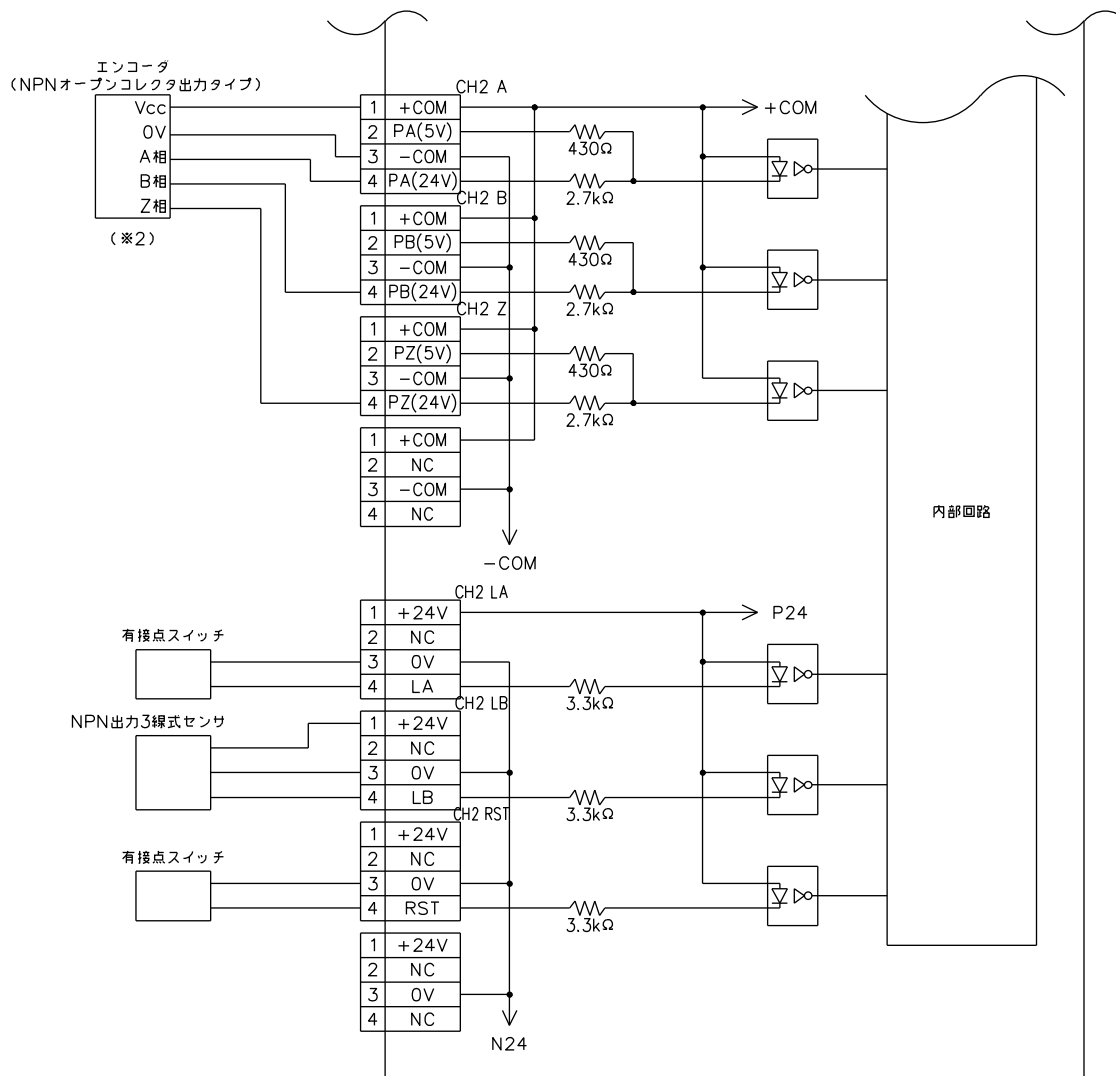 エンコーダ
(NPNオープンコレクタ出力タイプ)
Vcc
0V
A相
B相
Z相
(※2)
CH2 A
1 +COM
2 PA(5V)
3 -COM
4 PA(24V)
430Ω
2.7kΩ
+COM
CH2 B
1 +COM
2 PB(5V)
3 -COM
4 PB(24V)
430Ω
2.7kΩ
CH2 Z
1 +COM
2 PZ(5V)
3 -COM
4 PZ(24V)
430Ω
2.7kΩ
1 +COM
2 NC
3 -COM
4 NC
-COM
内部回路
CH2 LA
1 +24V
2 NC
3 0V
4 LA
3.3kΩ
P24
有接点スイッチ
CH2 LB
NPN出力3線式センサ
1 +24V
2 NC
3 0V
4 LB
3.3kΩ
CH2 RST
1 +24V
2 NC
3 0V
4 RST
3.3kΩ
有接点スイッチ
1 +24V
2 NC
3 0V
4 NC
N24